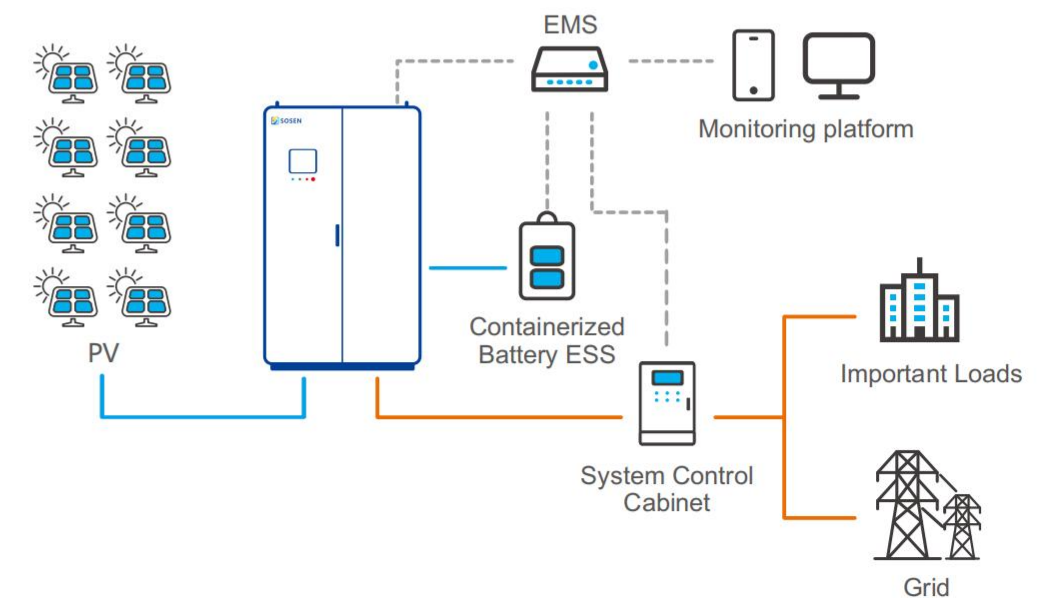 EMS
SOSEN
Monitoring platform
Containerized
Battery ESS
PV
Important Loads
System Control
Cabinet
Grid